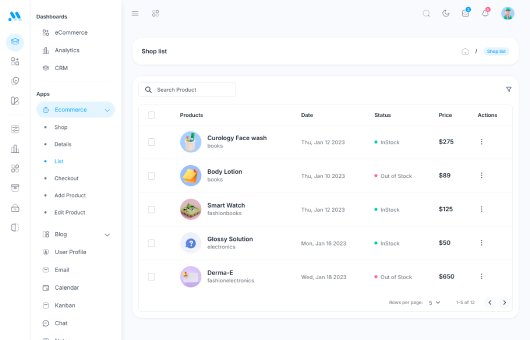 Dashboards
eCommerce
Analytics
CRM
Apps
Ecommerce
Shop
Details
List
Checkout
Add Product
Edit Product
Blog
User Profile
Email
Calendar
Kanban
Chat
Shop list
/ Shop list
Search Product
Products Date Status Price Actions
Curology Face wash
books
Thu, Jan 12 2023 InStock $275
Body Lotion
books
Thu, Jan 10 2023 Out of Stock $89
Smart Watch
fashionbooks
Thu, Jan 12 2023 InStock $125
Glossy Solution
electronics
Mon, Jan 16 2023 InStock $50
Derma-E
fashionelectronics
Wed, Jan 18 2023 Out of Stock $650
Rows per page: 5 1–5 of 12